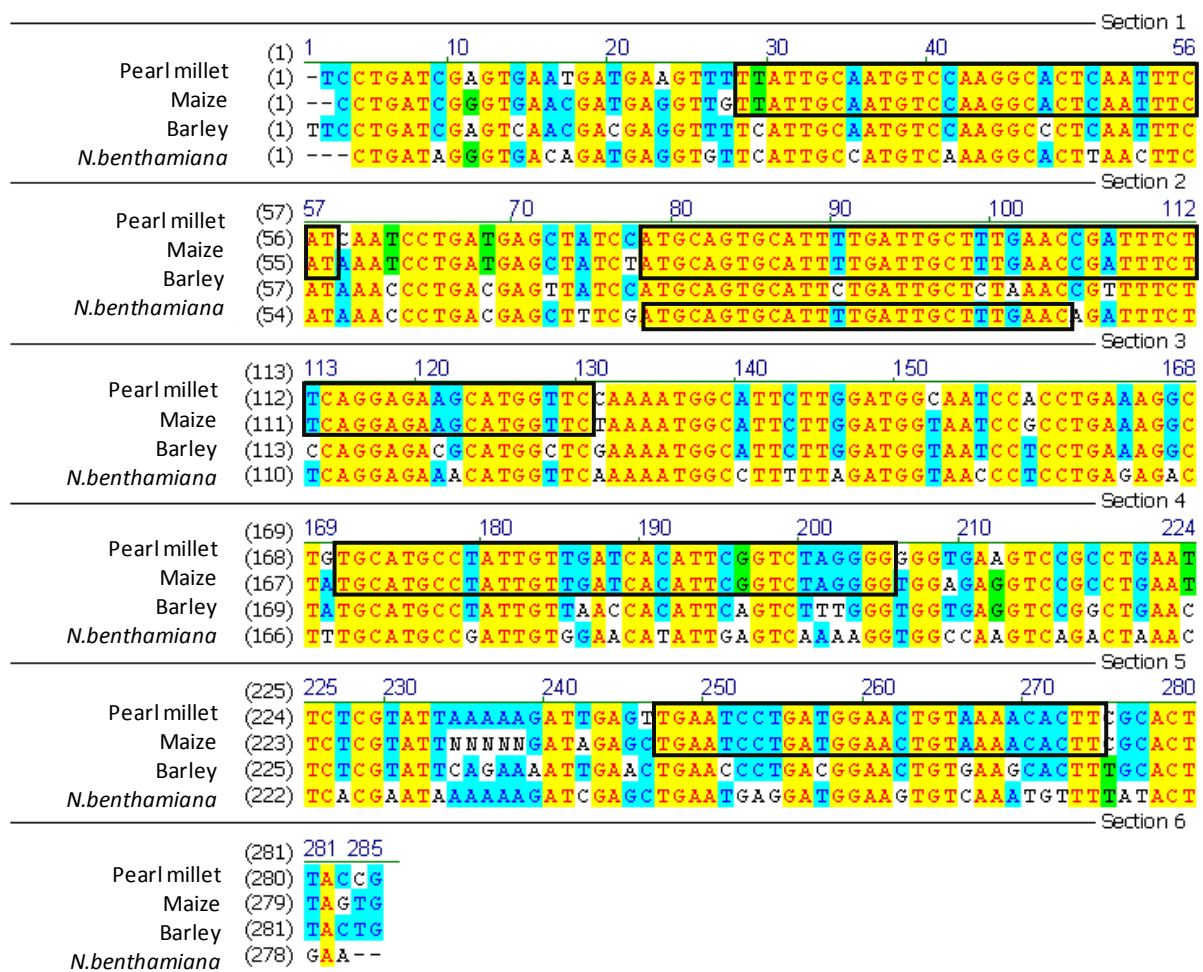 Section 1
(1) 1 10 20 30 40 56
Pearl millet (1) -TCCTGATCGAGTGAATGATGAAGTTTTTATTGCAATGTCCAAGGCACTCAATTTC
Maize (1) --CCTGATCGGGTGAACGATGAGGTTGTTATTGCAATGTCCAAGGCACTCAATTTC
Barley (1) TTCCTGATCGAGTCAACGACGAGGTTTTCATTGCAATGTCCAAGGCCCTCAATTTC
N.benthamiana (1) ---CTGATAGGGTGACAGATGAGGTGTTCATTGCCATGTCAAAGGCACTTAACTTC
Section 2
(57) 57 70 80 90 100 112
Pearl millet (56) ATCAATCCTGATGAGCTATCCATGCAGTGCATTTTGATTGCTTTGAACCGATTTCT
Maize (55) ATAAATCCTGATGAGCTATCTATGCAGTGCATTTTGATTGCTTTGAACCGATTTCT
Barley (57) ATAAACCCTGACGAGTTATCCATGCAGTGCATTCTGATTGCTCTAAACCGTTTTCT
N.benthamiana (54) ATAAACCCTGACGAGCTTTCGATGCAGTGCATTTTGATTGCTTTGAACAGATTTCT
Section 3
(113) 113 120 130 140 150 168
Pearl millet (112) TCAGGAGAAGCATGGTTCCAAAATGGCATTCTTGGATGGCAATCCACCTGAAAGGC
Maize (111) TCAGGAGAAGCATGGTTCTAAAATGGCATTCTTGGATGGTAATCCGCCTGAAAGGC
Barley (113) CCAGGAGACGCATGGCTCGAAAATGGCATTCTTGGATGGTAATCCTCCTGAAAGGC
N.benthamiana (110) TCAGGAGAAACATGGTTCAAAAATGGCCTTTTTAGATGGTAACCCTCCTGAGAGAC
Section 4
(169) 169 180 190 200 210 224
Pearl millet (168) TGTGCATGCCTATTGTTGATCACATTCGGTCTAGGGGGGGTGAAGTCCGCCTGAAT
Maize (167) TATGCATGCCTATTGTTGATCACATTCGGTCTAGGGGTGGAGAGGTCCGCCTGAAT
Barley (169) TATGCATGCCTATTGTTAACCACATTCAGTCTTTGGGTGGTGAGGTCCGGCTGAAC
N.benthamiana (166) TTTGCATGCCGATTGTGGAACATATTGAGTCAAAAGGTGGCCAAGTCAGACTAAAC
Section 5
(225) 225 230 240 250 260 270 280
Pearl millet (224) TCTCGTATTAAAAAGATTGAGTTGAATCCTGATGGAACTGTAAAACACTTCGCACT
Maize (223) TCTCGTATTNNNNNGATAGAGCTGAATCCTGATGGAACTGTAAAACACTTCGCACT
Barley (225) TCTCGTATTCAGAAAATTGAACTGAACCCTGACGGAACTGTGAAGCACTTTGCACT
N.benthamiana (222) TCACGAATAAAAAAGATCGAGCTGAATGAGGATGGAAGTGTCAAATGTTTTATACT
Section 6
(281) 281 285
Pearl millet (280) TACCG
Maize (279) TAGTG
Barley (281) TACTG
N.benthamiana (278) GAA--